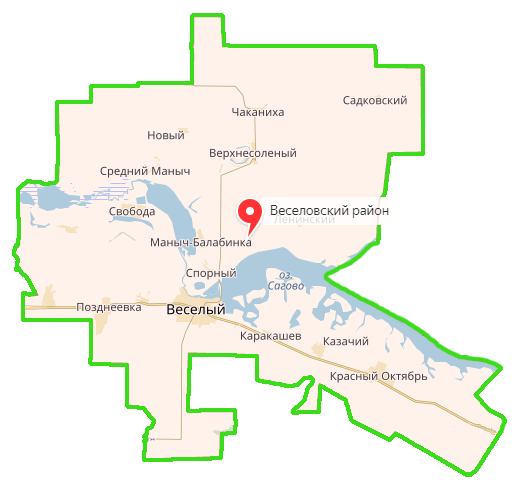 Садковский
Чаканиха
Новый
Верхнесоленый
Средний Маныч
Свобода
Веселовский район
Ленинский
Маныч-Балабинка
Спорный
оз.
Сагово
Позднеевка
Веселый
Каракашев
Казачий
Красный Октябрь